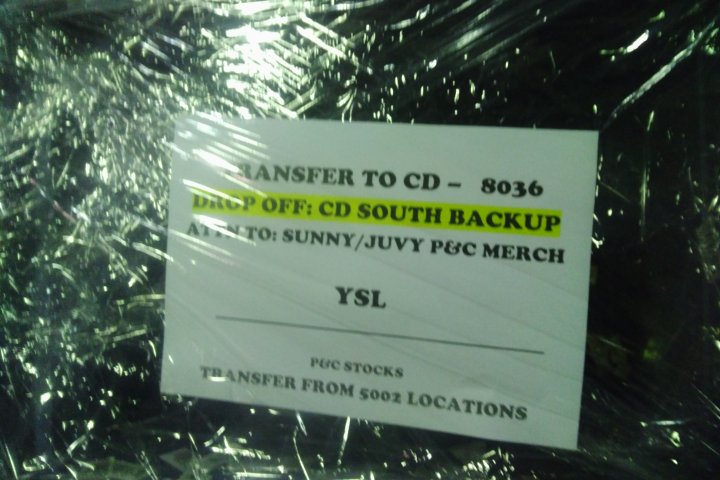 TRANSFER TO CD – 8036
DROP OFF: CD SOUTH BACKUP
ATTN TO: SUNNY/JUVY P&C MERCH
YSL
P&C STOCKS
TRANSFER FROM 5002 LOCATIONS